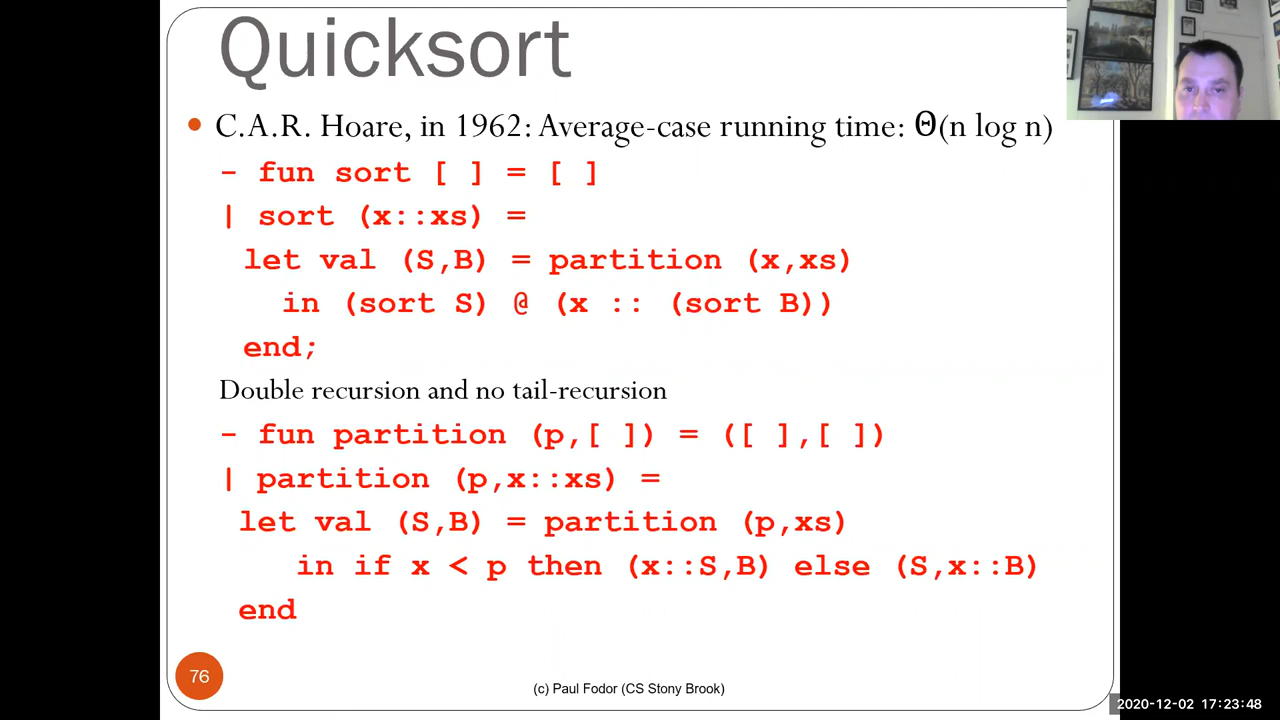 Quicksort
• C.A.R. Hoare, in 1962: Average-case running time: Θ(n log n)
- fun sort [ ] = [ ]
| sort (x::xs) =
let val (S,B) = partition (x,xs)
in (sort S) @ (x :: (sort B))
end;
Double recursion and no tail-recursion
- fun partition (p,[ ]) = ([ ],[ ])
| partition (p,x::xs) =
let val (S,B) = partition (p,xs)
in if x < p then (x::S,B) else (S,x::B)
end
76
(c) Paul Fodor (CS Stony Brook)
2020-12-02 17:23:48